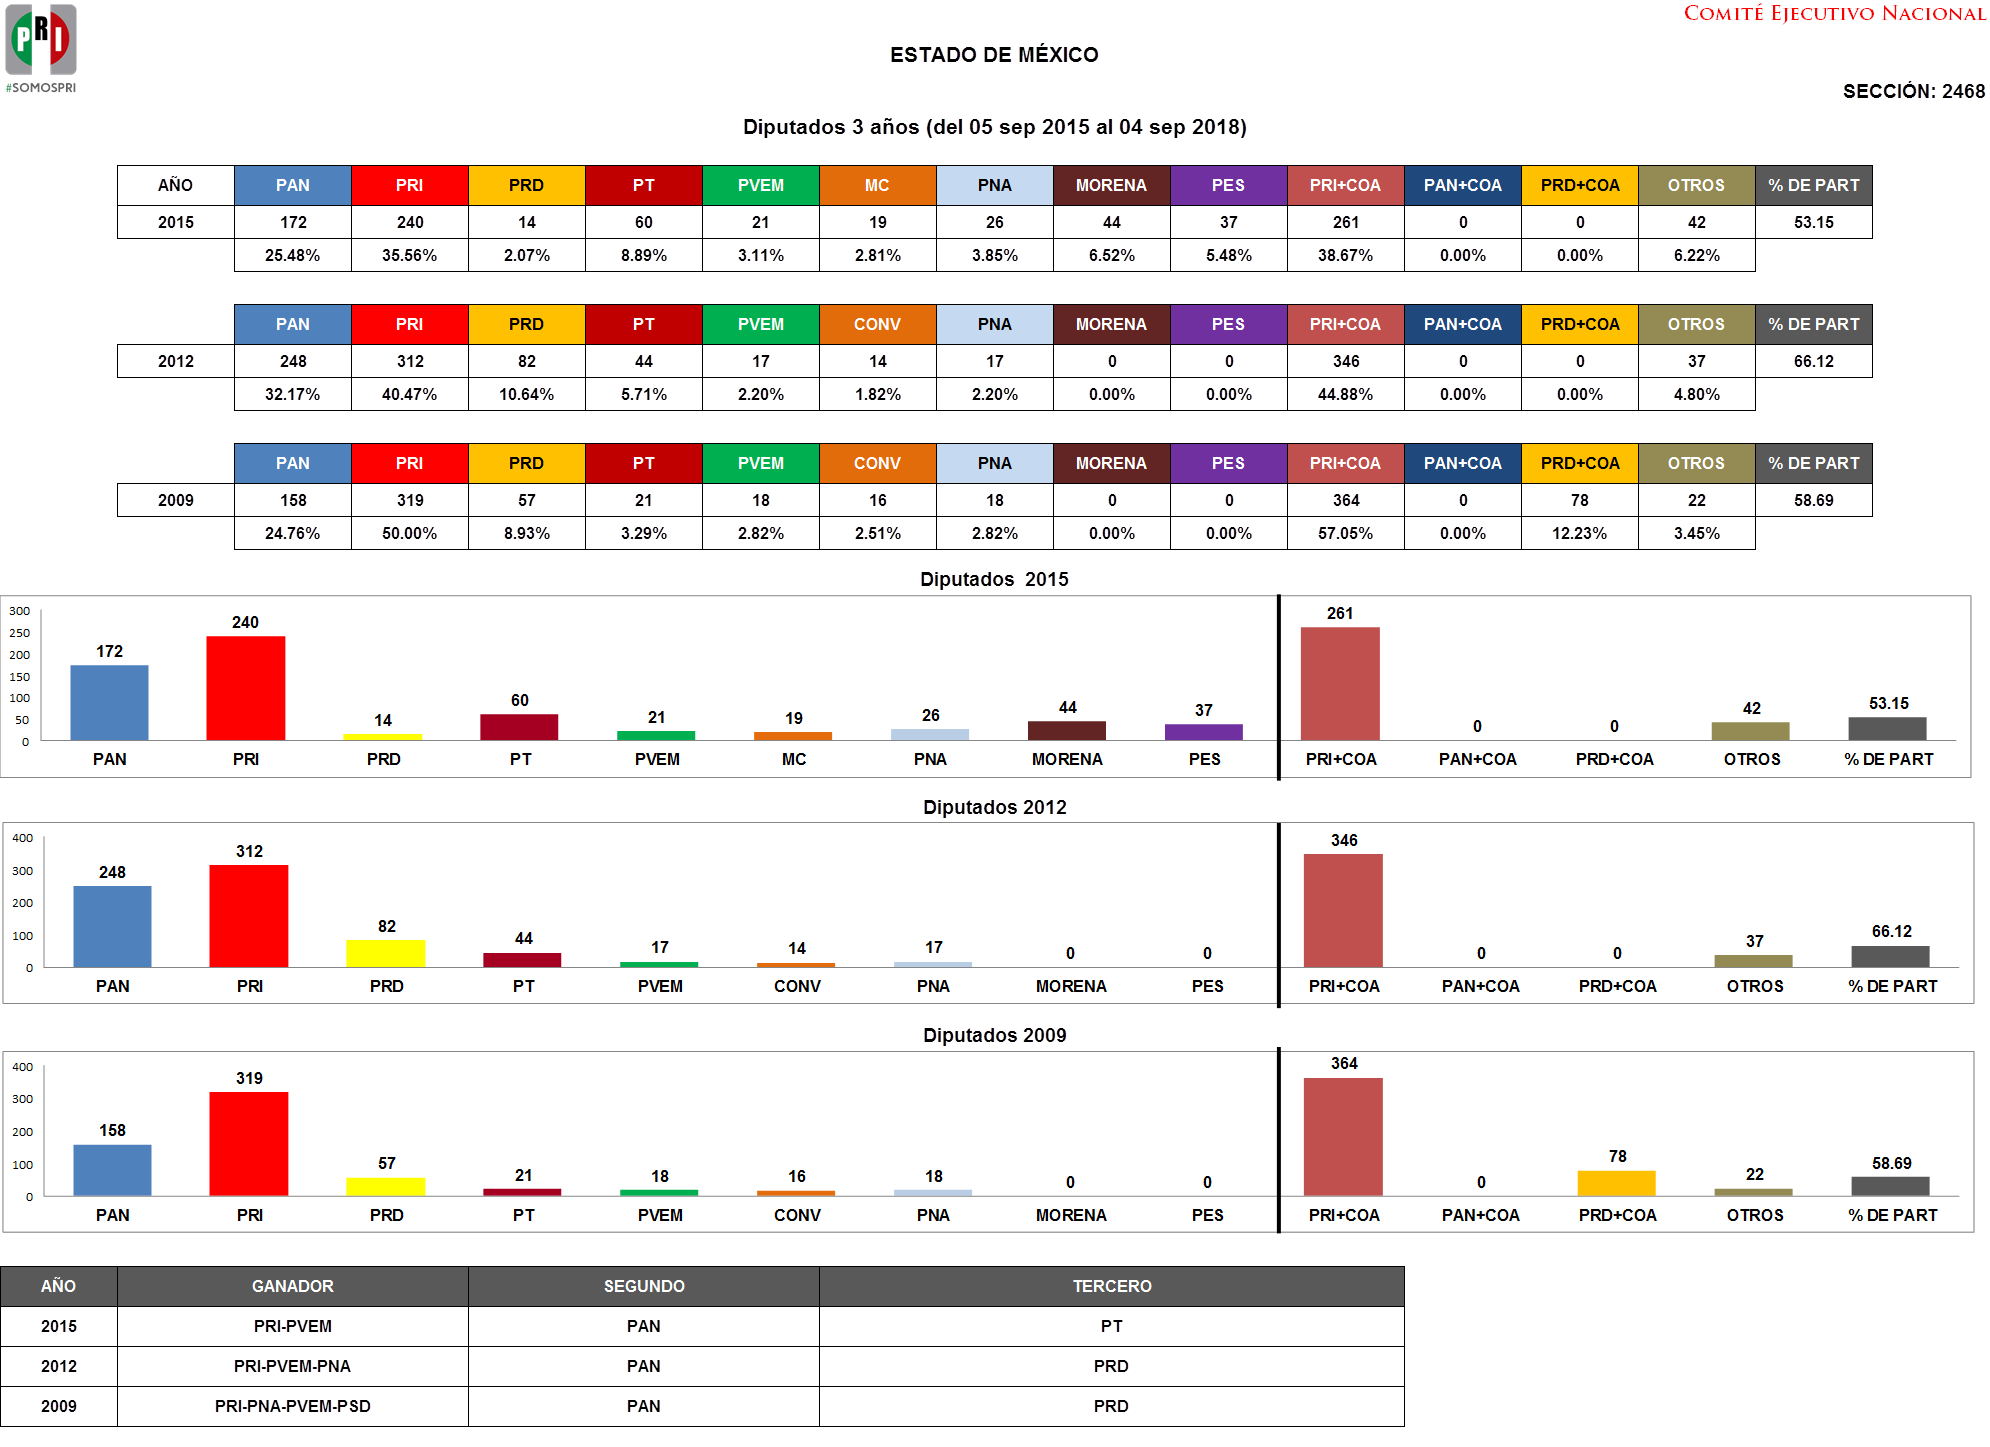 PRI
#SOMOSPRI
COMITÉ EJECUTIVO NACIONAL
ESTADO DE MÉXICO
SECCIÓN: 2468
Diputados 3 años (del 05 sep 2015 al 04 sep 2018)
AÑO PAN PRI PRD PT PVEM MC PNA MORENA PES PRI+COA PAN+COA PRD+COA OTROS % DE PART
2015 172 240 14 60 21 19 26 44 37 261 0 0 42 53.15
25.48% 35.56% 2.07% 8.89% 3.11% 2.81% 3.85% 6.52% 5.48% 38.67% 0.00% 0.00% 6.22%
PAN PRI PRD PT PVEM CONV PNA MORENA PES PRI+COA PAN+COA PRD+COA OTROS % DE PART
2012 248 312 82 44 17 14 17 0 0 346 0 0 37 66.12
32.17% 40.47% 10.64% 5.71% 2.20% 1.82% 2.20% 0.00% 0.00% 44.88% 0.00% 0.00% 4.80%
PAN PRI PRD PT PVEM CONV PNA MORENA PES PRI+COA PAN+COA PRD+COA OTROS % DE PART
2009 158 319 57 21 18 16 18 0 0 364 0 78 22 58.69
24.76% 50.00% 8.93% 3.29% 2.82% 2.51% 2.82% 0.00% 0.00% 57.05% 0.00% 12.23% 3.45%
Diputados 2015
300
250
200
150
100
50
0
172 240 14 60 21 19 26 44 37 261 0 0 42 53.15
PAN PRI PRD PT PVEM MC PNA MORENA PES PRI+COA PAN+COA PRD+COA OTROS % DE PART
Diputados 2012
400
300
200
100
0
248 312 82 44 17 14 17 0 0 346 0 0 37 66.12
PAN PRI PRD PT PVEM CONV PNA MORENA PES PRI+COA PAN+COA PRD+COA OTROS % DE PART
Diputados 2009
400
300
200
100
0
158 319 57 21 18 16 18 0 0 364 0 78 22 58.69
PAN PRI PRD PT PVEM CONV PNA MORENA PES PRI+COA PAN+COA PRD+COA OTROS % DE PART
AÑO GANADOR SEGUNDO TERCERO
2015 PRI-PVEM PAN PT
2012 PRI-PVEM-PNA PAN PRD
2009 PRI-PNA-PVEM-PSD PAN PRD